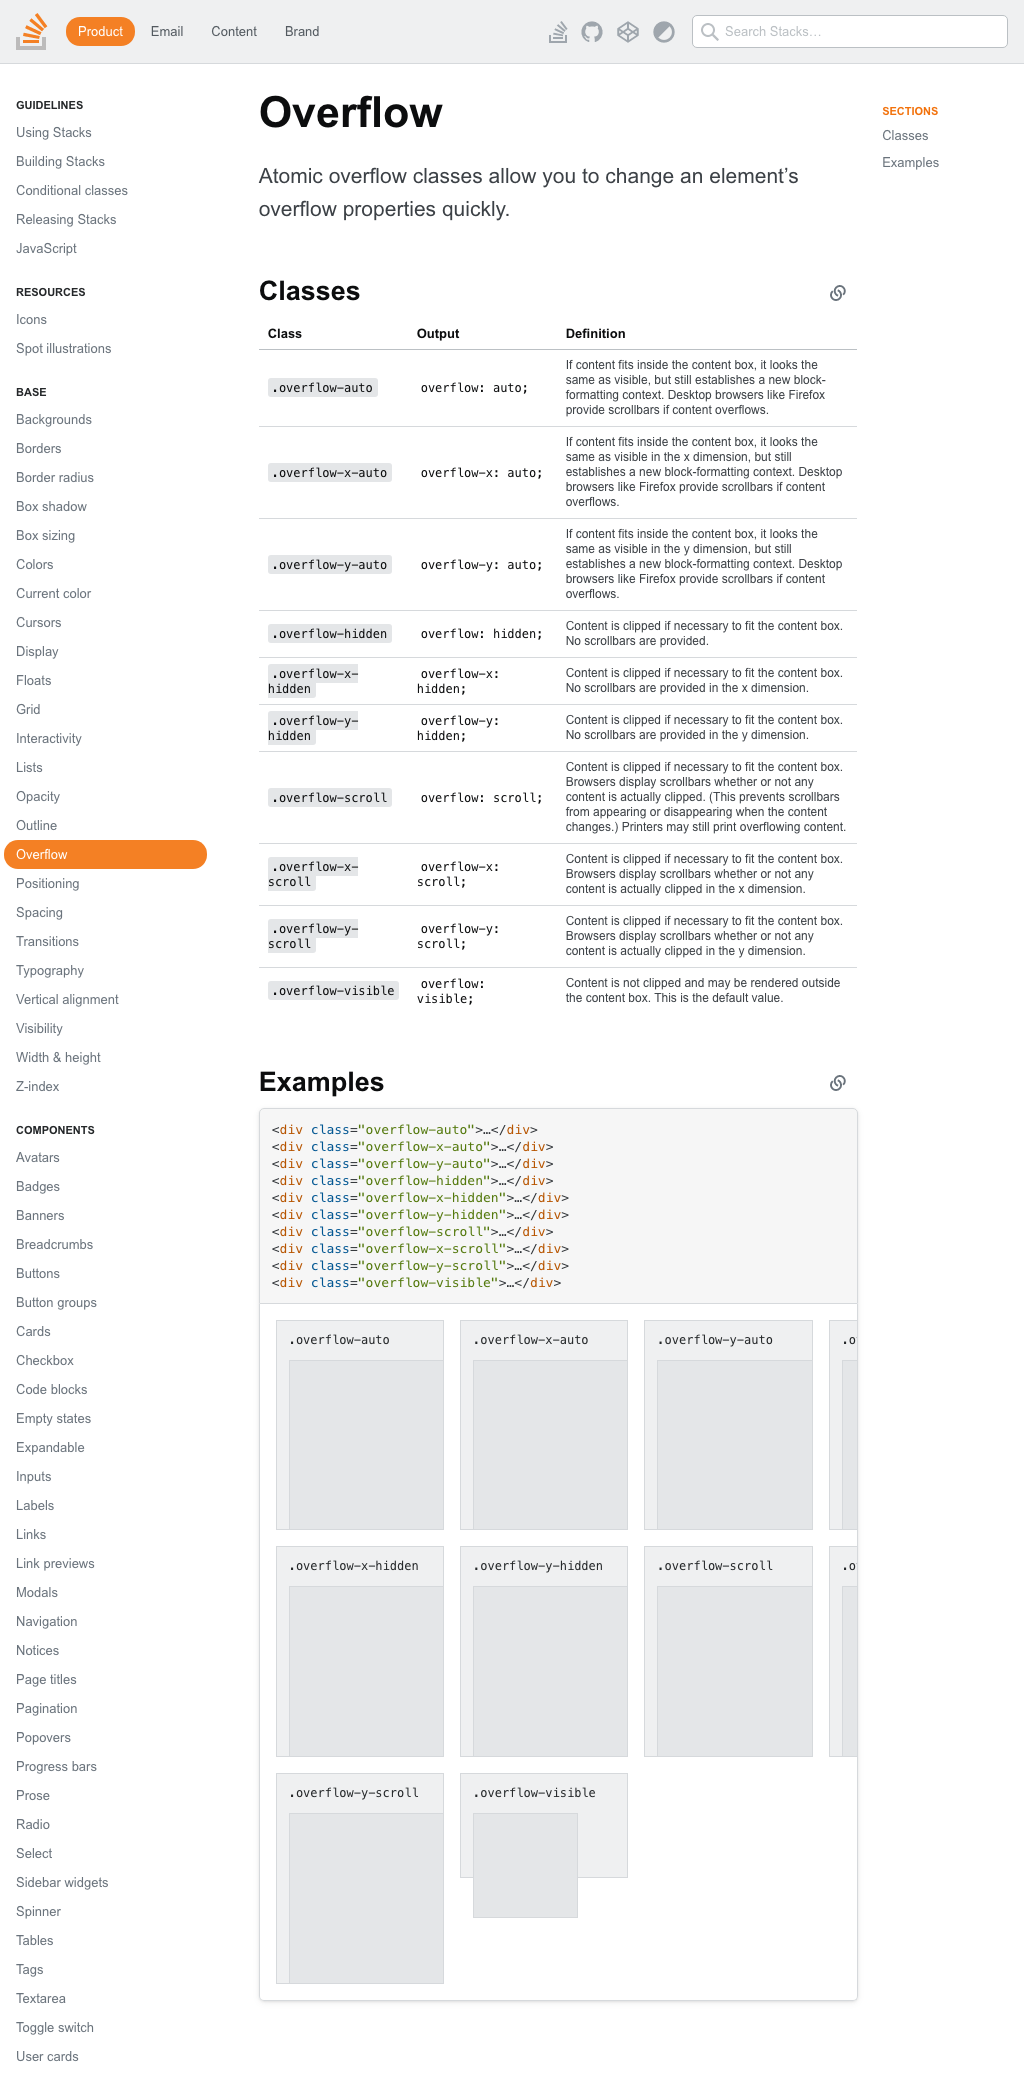 Product
Email
Content
Brand
Search Stacks…
GUIDELINES
Using Stacks
Building Stacks
Conditional classes
Releasing Stacks
JavaScript
RESOURCES
Icons
Spot illustrations
BASE
Backgrounds
Borders
Border radius
Box shadow
Box sizing
Colors
Current color
Cursors
Display
Floats
Grid
Interactivity
Lists
Opacity
Outline
Overflow
Positioning
Spacing
Transitions
Typography
Vertical alignment
Visibility
Width & height
Z-index
COMPONENTS
Avatars
Badges
Banners
Breadcrumbs
Buttons
Button groups
Cards
Checkbox
Code blocks
Empty states
Expandable
Inputs
Labels
Links
Link previews
Modals
Navigation
Notices
Page titles
Pagination
Popovers
Progress bars
Prose
Radio
Select
Sidebar widgets
Spinner
Tables
Tags
Textarea
Toggle switch
User cards
Overflow
Atomic overflow classes allow you to change an element’s
overflow properties quickly.
Classes
Class Output Definition
.overflow-auto
overflow: auto;
If content fits inside the content box, it looks the
same as visible, but still establishes a new block-
formatting context. Desktop browsers like Firefox
provide scrollbars if content overflows.
.overflow-x-auto
overflow-x: auto;
If content fits inside the content box, it looks the
same as visible in the x dimension, but still
establishes a new block-formatting context. Desktop
browsers like Firefox provide scrollbars if content
overflows.
.overflow-y-auto
overflow-y: auto;
If content fits inside the content box, it looks the
same as visible in the y dimension, but still
establishes a new block-formatting context. Desktop
browsers like Firefox provide scrollbars if content
overflows.
.overflow-hidden
overflow: hidden;
Content is clipped if necessary to fit the content box.
No scrollbars are provided.
.overflow-x-
hidden
overflow-x:
hidden;
Content is clipped if necessary to fit the content box.
No scrollbars are provided in the x dimension.
.overflow-y-
hidden
overflow-y:
hidden;
Content is clipped if necessary to fit the content box.
No scrollbars are provided in the y dimension.
.overflow-scroll
overflow: scroll;
Content is clipped if necessary to fit the content box.
Browsers display scrollbars whether or not any
content is actually clipped. (This prevents scrollbars
from appearing or disappearing when the content
changes.) Printers may still print overflowing content.
.overflow-x-
scroll
overflow-x:
scroll;
Content is clipped if necessary to fit the content box.
Browsers display scrollbars whether or not any
content is actually clipped in the x dimension.
.overflow-y-
scroll
overflow-y:
scroll;
Content is clipped if necessary to fit the content box.
Browsers display scrollbars whether or not any
content is actually clipped in the y dimension.
.overflow-visible
overflow:
visible;
Content is not clipped and may be rendered outside
the content box. This is the default value.
Examples
<div class="overflow-auto">…</div>
<div class="overflow-x-auto">…</div>
<div class="overflow-y-auto">…</div>
<div class="overflow-hidden">…</div>
<div class="overflow-x-hidden">…</div>
<div class="overflow-y-hidden">…</div>
<div class="overflow-scroll">…</div>
<div class="overflow-x-scroll">…</div>
<div class="overflow-y-scroll">…</div>
<div class="overflow-visible">…</div>
.overflow-auto
.overflow-x-auto
.overflow-y-auto
.overflow-x-hidden
.overflow-y-hidden
.overflow-scroll
.overflow-y-scroll
.overflow-visible
SECTIONS
Classes
Examples